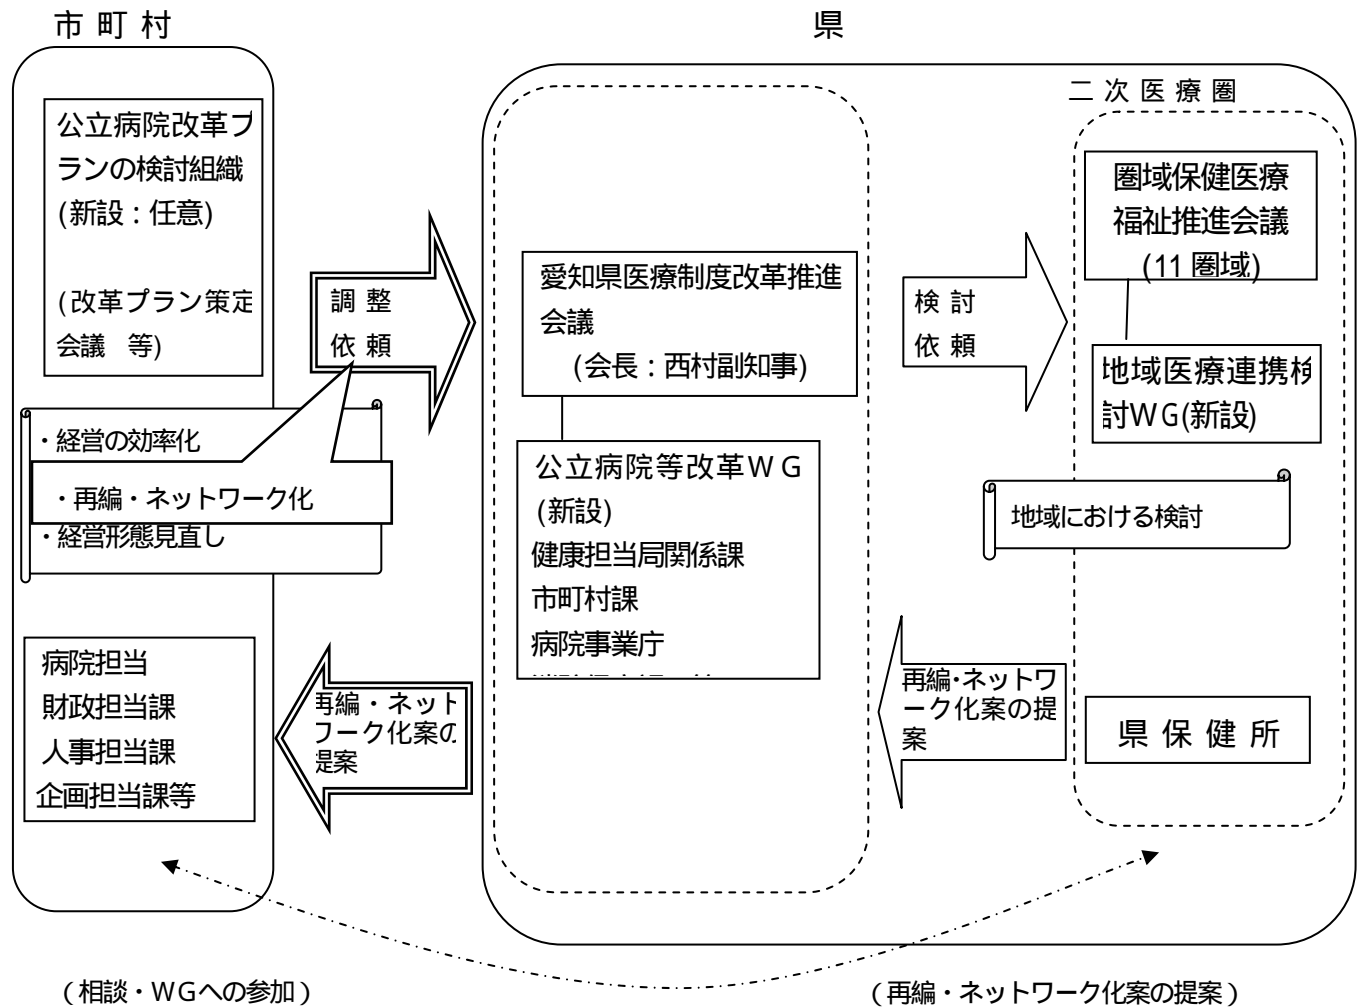 市町村
公立病院改革プ
ランの検討組織
(新設：任意)
(改革プラン策定
会議　等)
・経営の効率化
・再編・ネットワーク化
・経営形態見直し
病院担当
財政担当課
人事担当課
企画担当課等
調整
依頼
再編・ネット
ワーク化案の
提案
県
愛知県医療制度改革推進
会議
(会長：西村副知事)
公立病院等改革ＷＧ
(新設)
健康担当局関係課
市町村課
病院事業庁
検討
依頼
再編・ネットワ
ーク化案の提
案
二次医療圏
圏域保健医療
福祉推進会議
(11 圏域)
地域医療連携検
討ＷＧ(新設)
地域における検討
県保健所
（相談・ＷＧへの参加）
（再編・ネットワーク化案の提案）